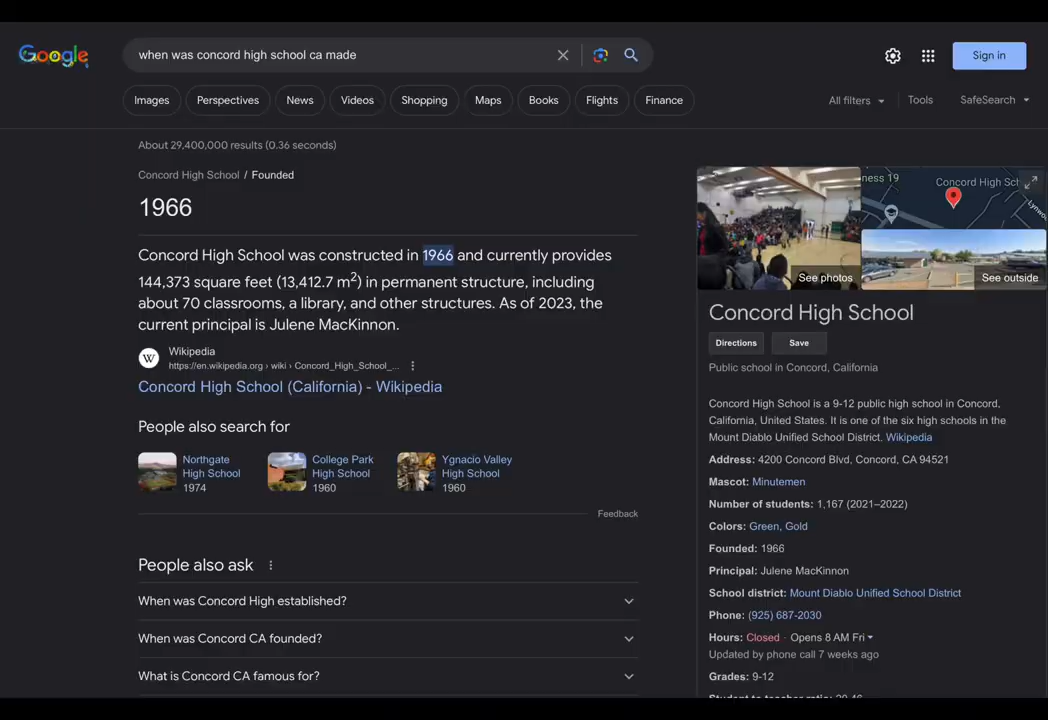 Google
when was concord high school ca made
Sign in
Images
Perspectives
News
Videos
Shopping
Maps
Books
Flights
Finance
All filters
Tools
SafeSearch
About 29,400,000 results (0.36 seconds)
Concord High School / Founded
1966
Concord High School was constructed in 1966 and currently provides
144,373 square feet (13,412.7 m2) in permanent structure, including
about 70 classrooms, a library, and other structures. As of 2023, the
current principal is Julene MacKinnon.
W
Wikipedia
https://en.wikipedia.org › wiki › Concord_High_School_...
Concord High School (California) - Wikipedia
People also search for
Northgate
High School
1974
College Park
High School
1960
Ygnacio Valley
High School
1960
Feedback
People also ask
When was Concord High established?
When was Concord CA founded?
What is Concord CA famous for?
See photos
ness 19
Concord High Sch
See outside
Concord High School
Directions
Save
Public school in Concord, California
Concord High School is a 9-12 public high school in Concord,
California, United States. It is one of the six high schools in the
Mount Diablo Unified School District. Wikipedia
Address: 4200 Concord Blvd, Concord, CA 94521
Mascot: Minutemen
Number of students: 1,167 (2021–2022)
Colors: Green, Gold
Founded: 1966
Principal: Julene MacKinnon
School district: Mount Diablo Unified School District
Phone: (925) 687-2030
Hours: Closed · Opens 8 AM Fri
Updated by phone call 7 weeks ago
Grades: 9-12